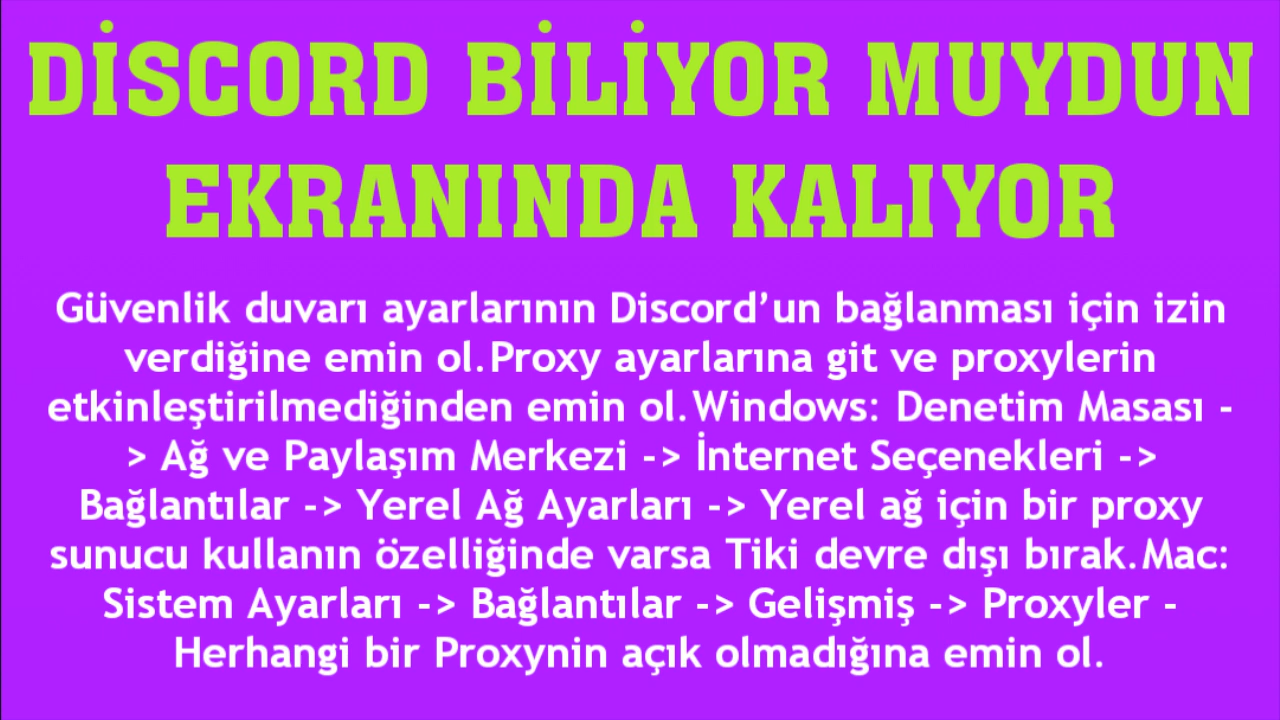 DİSCORD BİLİYOR MUYDUN
EKRANINDA KALIYOR
Güvenlik duvarı ayarlarının Discord’un bağlanması için izin
verdiğine emin ol.Proxy ayarlarına git ve proxylerin
etkinleştirilmediğinden emin ol.Windows: Denetim Masası -
> Ağ ve Paylaşım Merkezi -> İnternet Seçenekleri ->
Bağlantılar -> Yerel Ağ Ayarları -> Yerel ağ için bir proxy
sunucu kullanın özelliğinde varsa Tiki devre dışı bırak.Mac:
Sistem Ayarları -> Bağlantılar -> Gelişmiş -> Proxyler -
Herhangi bir Proxynin açık olmadığına emin ol.